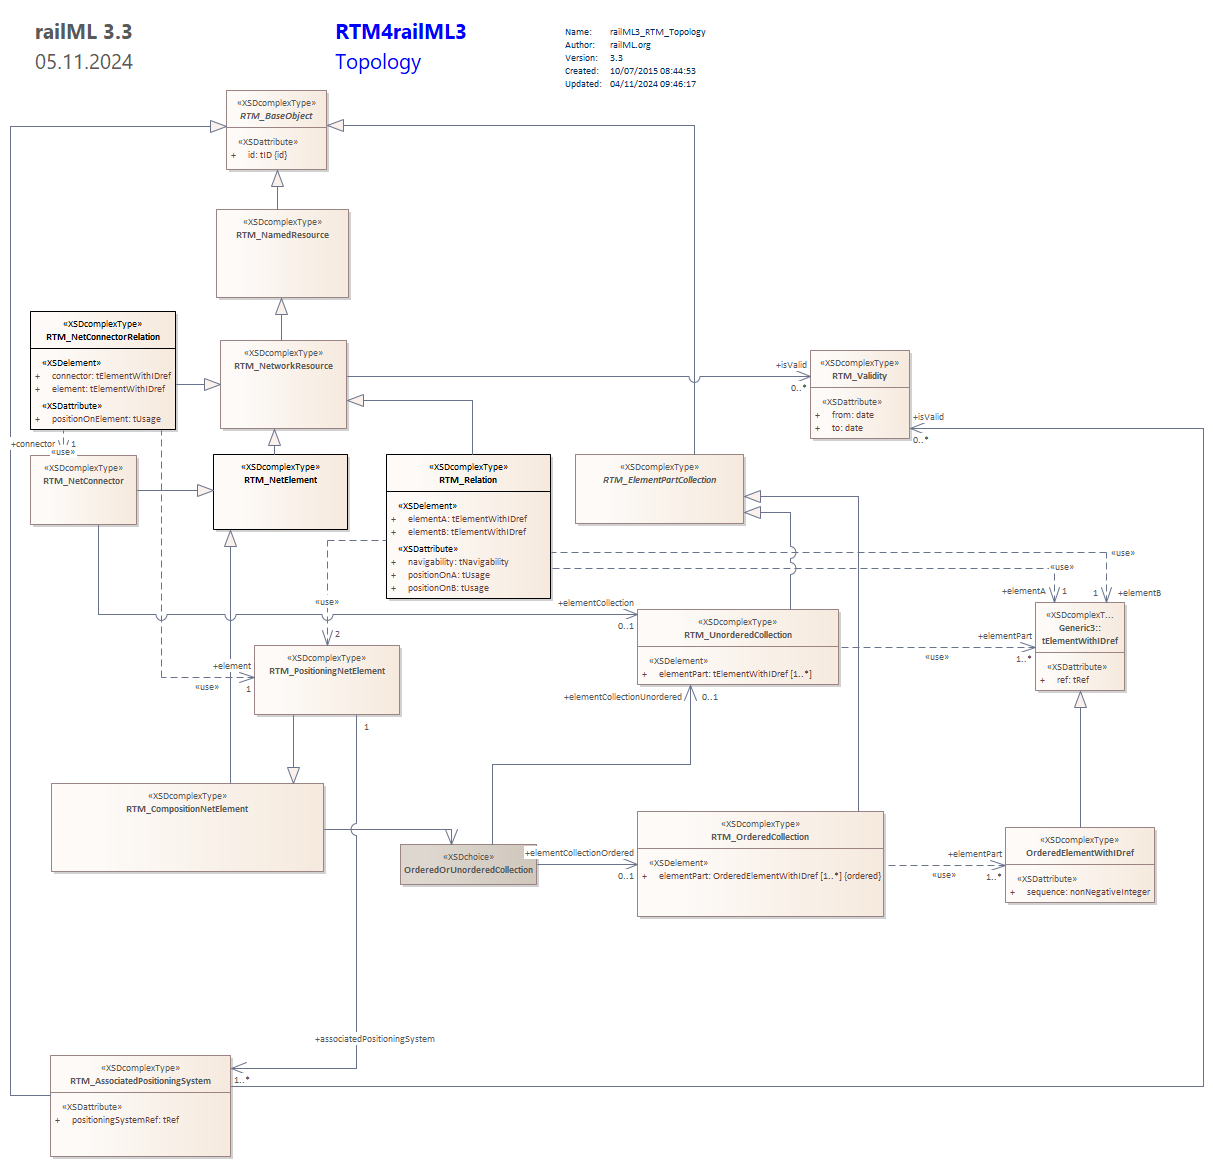 railML 3.3
05.11.2024
RTM4railML3
Topology
Name: railML3_RTM_Topology
Author: railML.org
Version: 3.3
Created: 10/07/2015 08:44:53
Updated: 04/11/2024 09:46:17
«XSDcomplexType»
RTM_BaseObject
«XSDattribute»
+ id: tID {id}
«XSDcomplexType»
RTM_NamedResource
«XSDcomplexType»
RTM_NetConnectorRelation
«XSDelement»
+ connector: tElementWithIDref
+ element: tElementWithIDref
«XSDattribute»
+ positionOnElement: tUsage
«XSDcomplexType»
RTM_NetworkResource
+isValid
0..*
«XSDcomplexType»
RTM_Validity
«XSDattribute»
+ from: date
+ to: date
+isValid
0..*
+connector
1
«use»
«XSDcomplexType»
RTM_NetConnector
«XSDcomplexType»
RTM_NetElement
«XSDcomplexType»
RTM_Relation
«XSDelement»
+ elementA: tElementWithIDref
+ elementB: tElementWithIDref
«XSDattribute»
+ navigability: tNavigability
+ positionOnA: tUsage
+ positionOnB: tUsage
«XSDcomplexType»
RTM_ElementPartCollection
«use»
«use»
+elementA
1
1
+elementB
«use»
2
+elementCollection
0..1
«XSDcomplexType»
RTM_UnorderedCollection
«XSDelement»
+ elementPart: tElementWithIDref [1..*]
+elementPart
1..*
«use»
«XSDcomplexT...
Generic3::
tElementWithIDref
«XSDattribute»
+ ref: tRef
+element
1
«use»
«XSDcomplexType»
RTM_PositioningNetElement
1
+elementCollectionUnordered
0..1
«XSDcomplexType»
RTM_CompositionNetElement
«XSDchoice»
OrderedOrUnorderedCollection
+elementCollectionOrdered
0..1
«XSDcomplexType»
RTM_OrderedCollection
«XSDelement»
+ elementPart: OrderedElementWithIDref [1..*] {ordered}
+elementPart
1..*
«use»
«XSDcomplexType»
OrderedElementWithIDref
«XSDattribute»
+ sequence: nonNegativeInteger
+associatedPositioningSystem
1..*
«XSDcomplexType»
RTM_AssociatedPositioningSystem
«XSDattribute»
+ positioningSystemRef: tRef